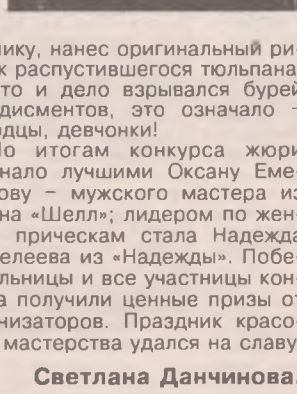 нику, нанес оригинальный ри-
к распустившегося тюльпана
то и дело взрывался бурей
дисментов, это означало –
одцы, девчонки!
По итогам конкурса жюри
нало лучшими Оксану Еме-
ову – мужского мастера из
на «Шелл»; лидером по жен-
прическам стала Надежда
елеева из «Надежды». Побе-
льницы и все участницы кон-
а получили ценные призы от
низаторов. Праздник красо-
мастерства удался на славу
Светлана Данчинова.